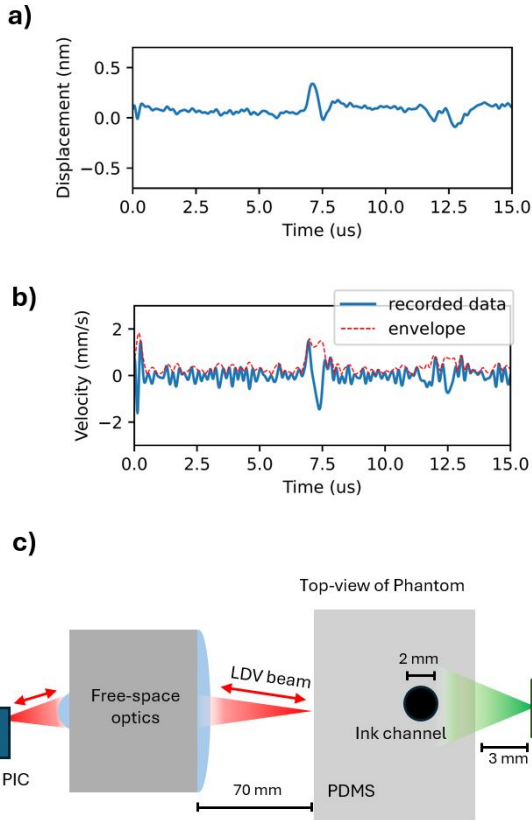 a)
0.5
0.0
−0.5
Displacement (nm)
0.0 2.5 5.0 7.5 10.0 12.5 15.0
Time (us)
b)
recorded data
envelope
2
0
−2
Velocity (mm/s)
0.0 2.5 5.0 7.5 10.0 12.5 15.0
Time (us)
c)
Top-view of Phantom
LDV beam
2 mm
Free-space
optics
Ink channel
3 mm
PIC
70 mm
PDMS